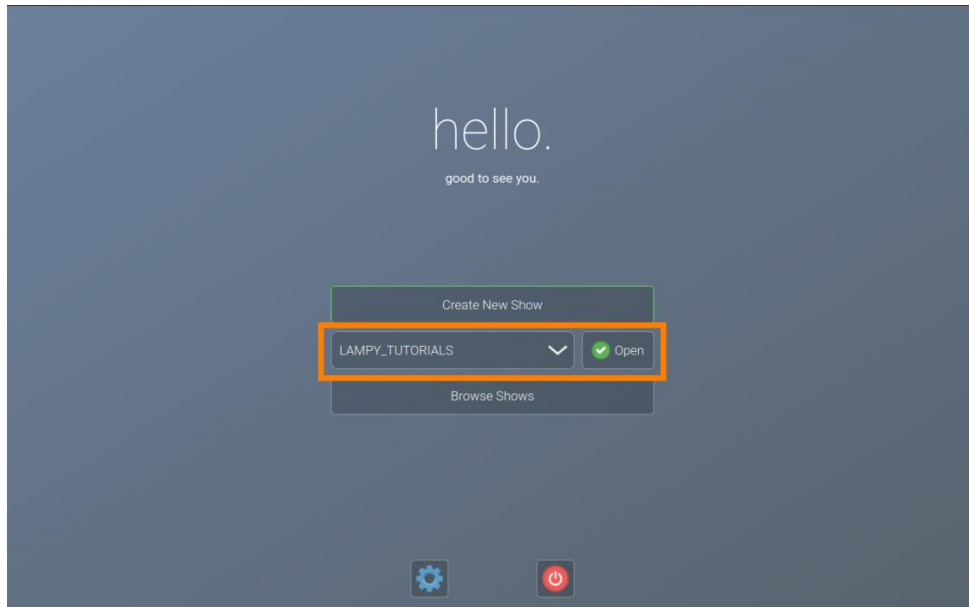 hello.
good to see you.
Create New Show
LAMPY_TUTORIALS
Open
Browse Shows